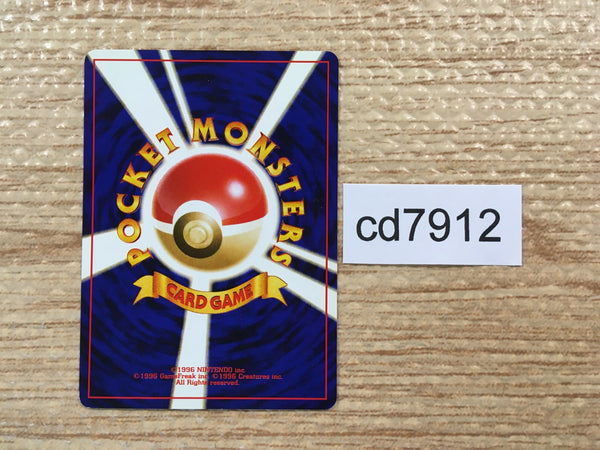 POCKET MONSTERS
CARD GAME
©1996 NINTENDO inc.
©1996 GameFreak inc. ©1996 Creatures inc.
All Rights reserved.
cd7912